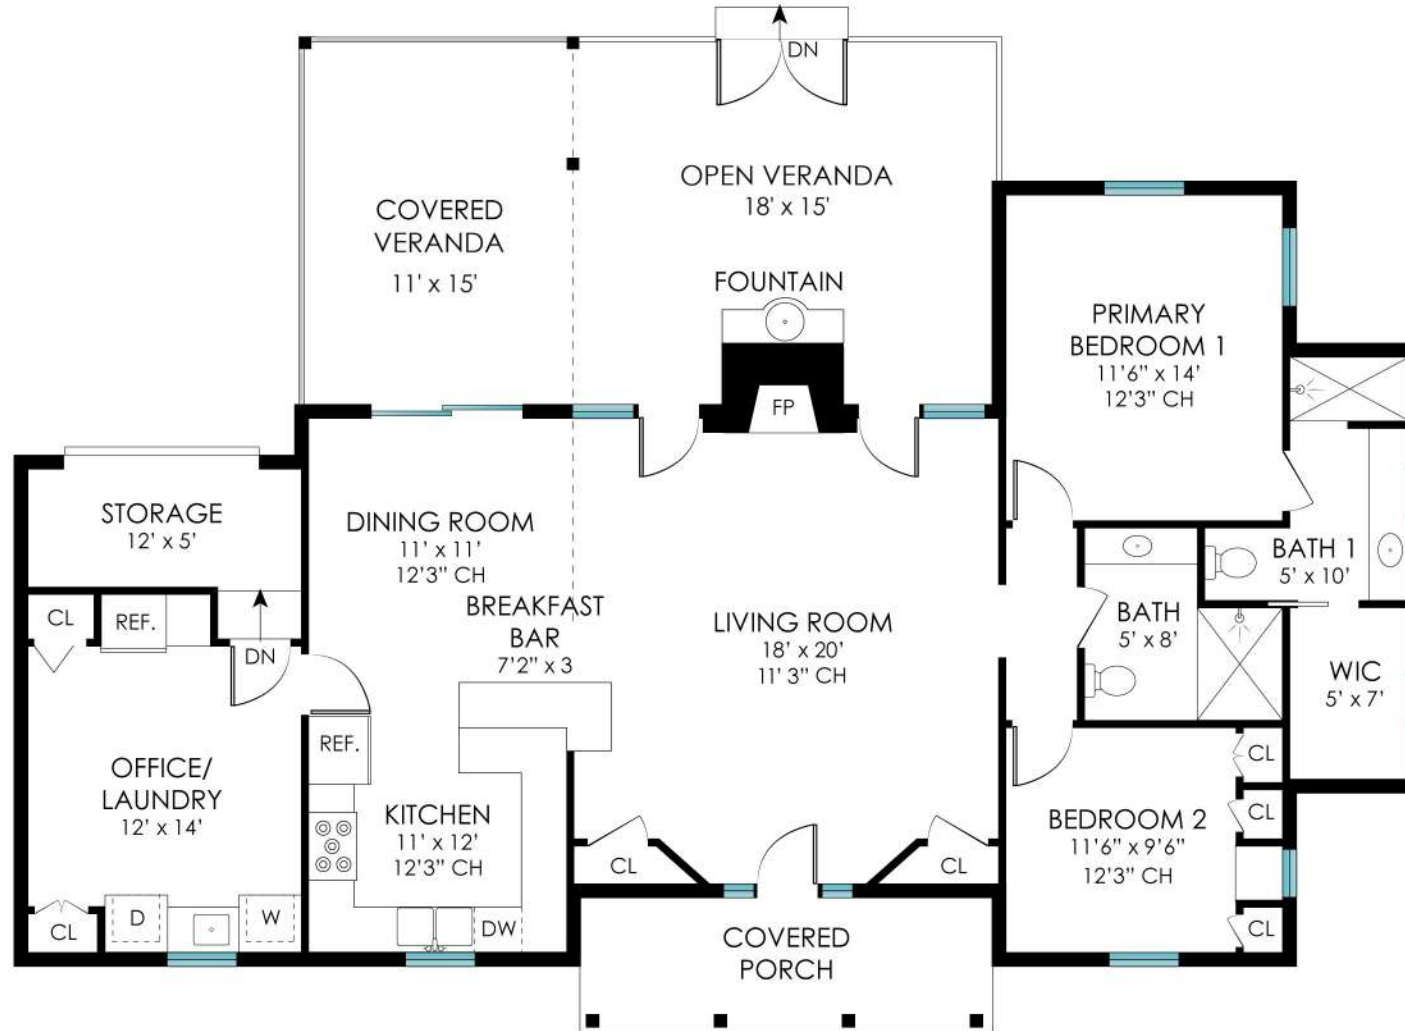 DN
OPEN VERANDA
18' x 15'
COVERED
VERANDA
11' x 15'
FOUNTAIN
FP
PRIMARY
BEDROOM 1
11'6" x 14'
12'3" CH
STORAGE
12' x 5'
DINING ROOM
11' x 11'
12'3" CH
BREAKFAST
BAR
7'2" x 3
LIVING ROOM
18' x 20'
11' 3" CH
BATH 1
5' x 10'
BATH
5' x 8'
WIC
5' x 7'
CL
REF.
DN
REF.
OFFICE/
LAUNDRY
12' x 14'
KITCHEN
11' x 12'
12'3" CH
CL
CL
BEDROOM 2
11'6" x 9'6"
12'3" CH
CL
CL
CL
CL
D
W
DW
COVERED
PORCH